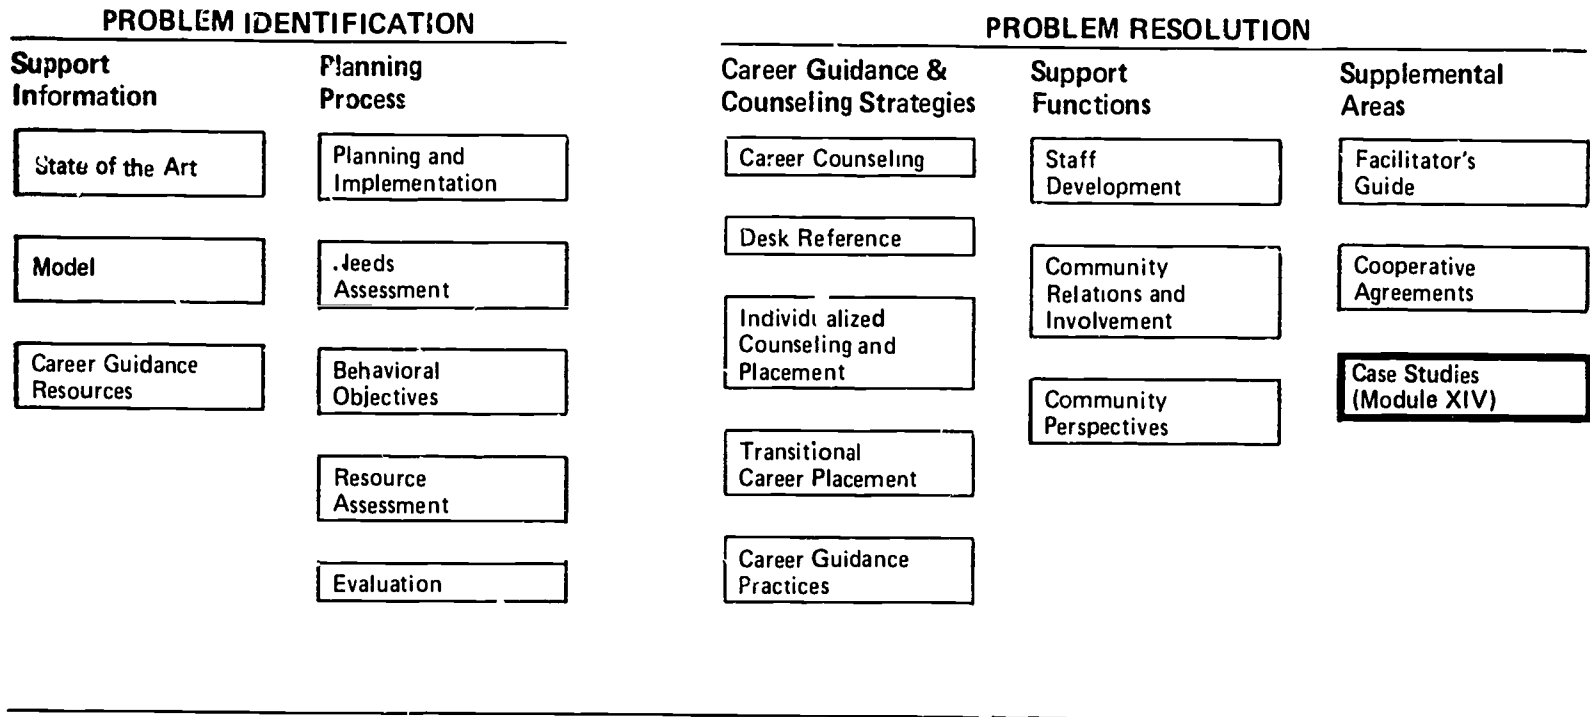 PROBLEM IDENTIFICATION
Support
Information
State of the Art
Model
Career Guidance
Resources
Planning
Process
Planning and
Implementation
Needs
Assessment
Behavioral
Objectives
Resource
Assessment
Evaluation
PROBLEM RESOLUTION
Career Guidance &
Counseling Strategies
Career Counseling
Desk Reference
Individualized
Counseling and
Placement
Transitional
Career Placement
Career Guidance
Practices
Support
Functions
Staff
Development
Community
Relations and
Involvement
Community
Perspectives
Supplemental
Areas
Facilitator's
Guide
Cooperative
Agreements
Case Studies
(Module XIV)